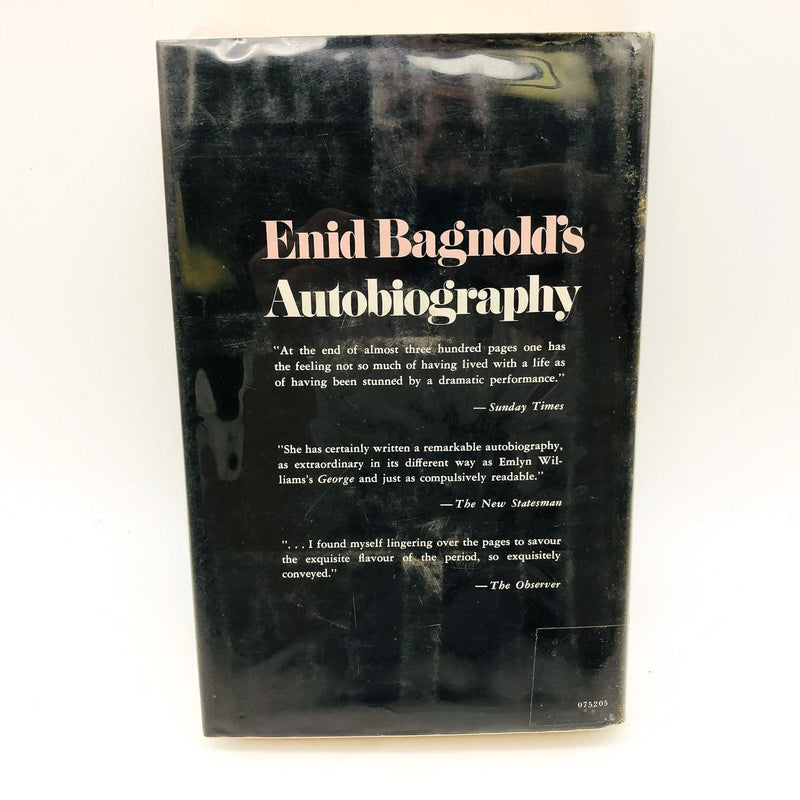 Enid Bagnold's
Autobiography
"At the end of almost three hundred pages one has
the feeling not so much of having lived with a life as
of having been stunned by a dramatic performance."
— Sunday Times
"She has certainly written a remarkable autobiography,
as extraordinary in its different way as Emlyn Wil-
liams's George and just as compulsively readable."
— The New Statesman
". . . I found myself lingering over the pages to savour
the exquisite flavour of the period, so exquisitely
conveyed."
— The Observer
075205